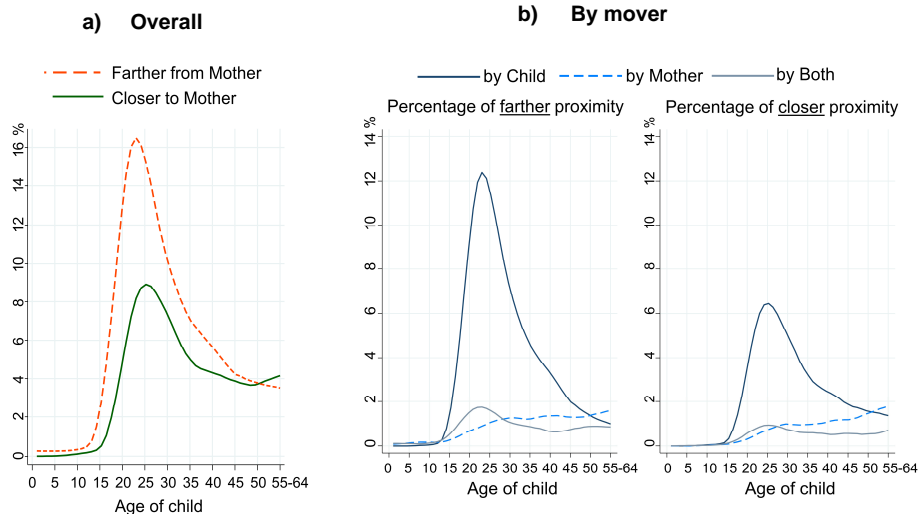 a) Overall
Farther from Mother
Closer to Mother
%
16
14
12
10
8
6
4
2
0
0 5 10 15 20 25 30 35 40 45 50 55-64
Age of child
b) By mover
by Child by Mother by Both
Percentage of farther proximity
%
14
12
10
8
6
4
2
0
0 5 10 15 20 25 30 35 40 45 50 55-64
Age of child
Percentage of closer proximity
%
14
12
10
8
6
4
2
0
0 5 10 15 20 25 30 35 40 45 50 55-64
Age of child